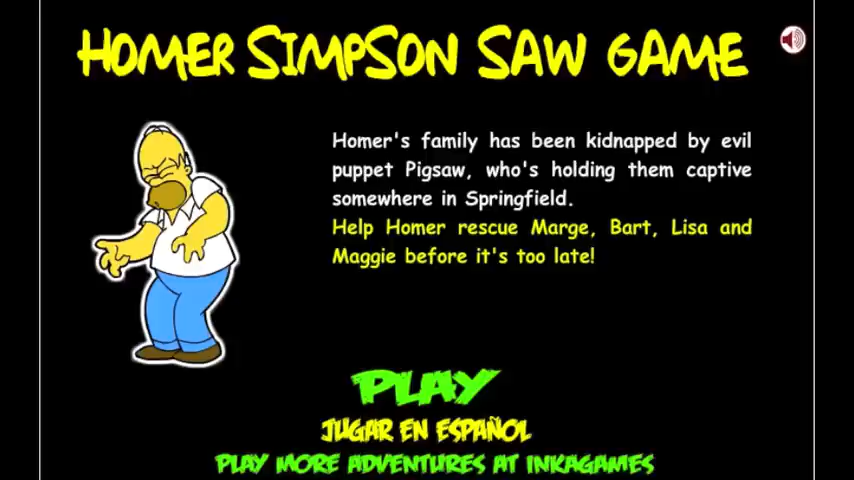 HOMER SIMPSON SAW GAME
Homer's family has been kidnapped by evil
puppet Pigsaw, who's holding them captive
somewhere in Springfield.
Help Homer rescue Marge, Bart, Lisa and
Maggie before it's too late!
PLAY
JUGAR EN ESPAÑOL
PLAY MORE ADVENTURES AT INKAGAMES